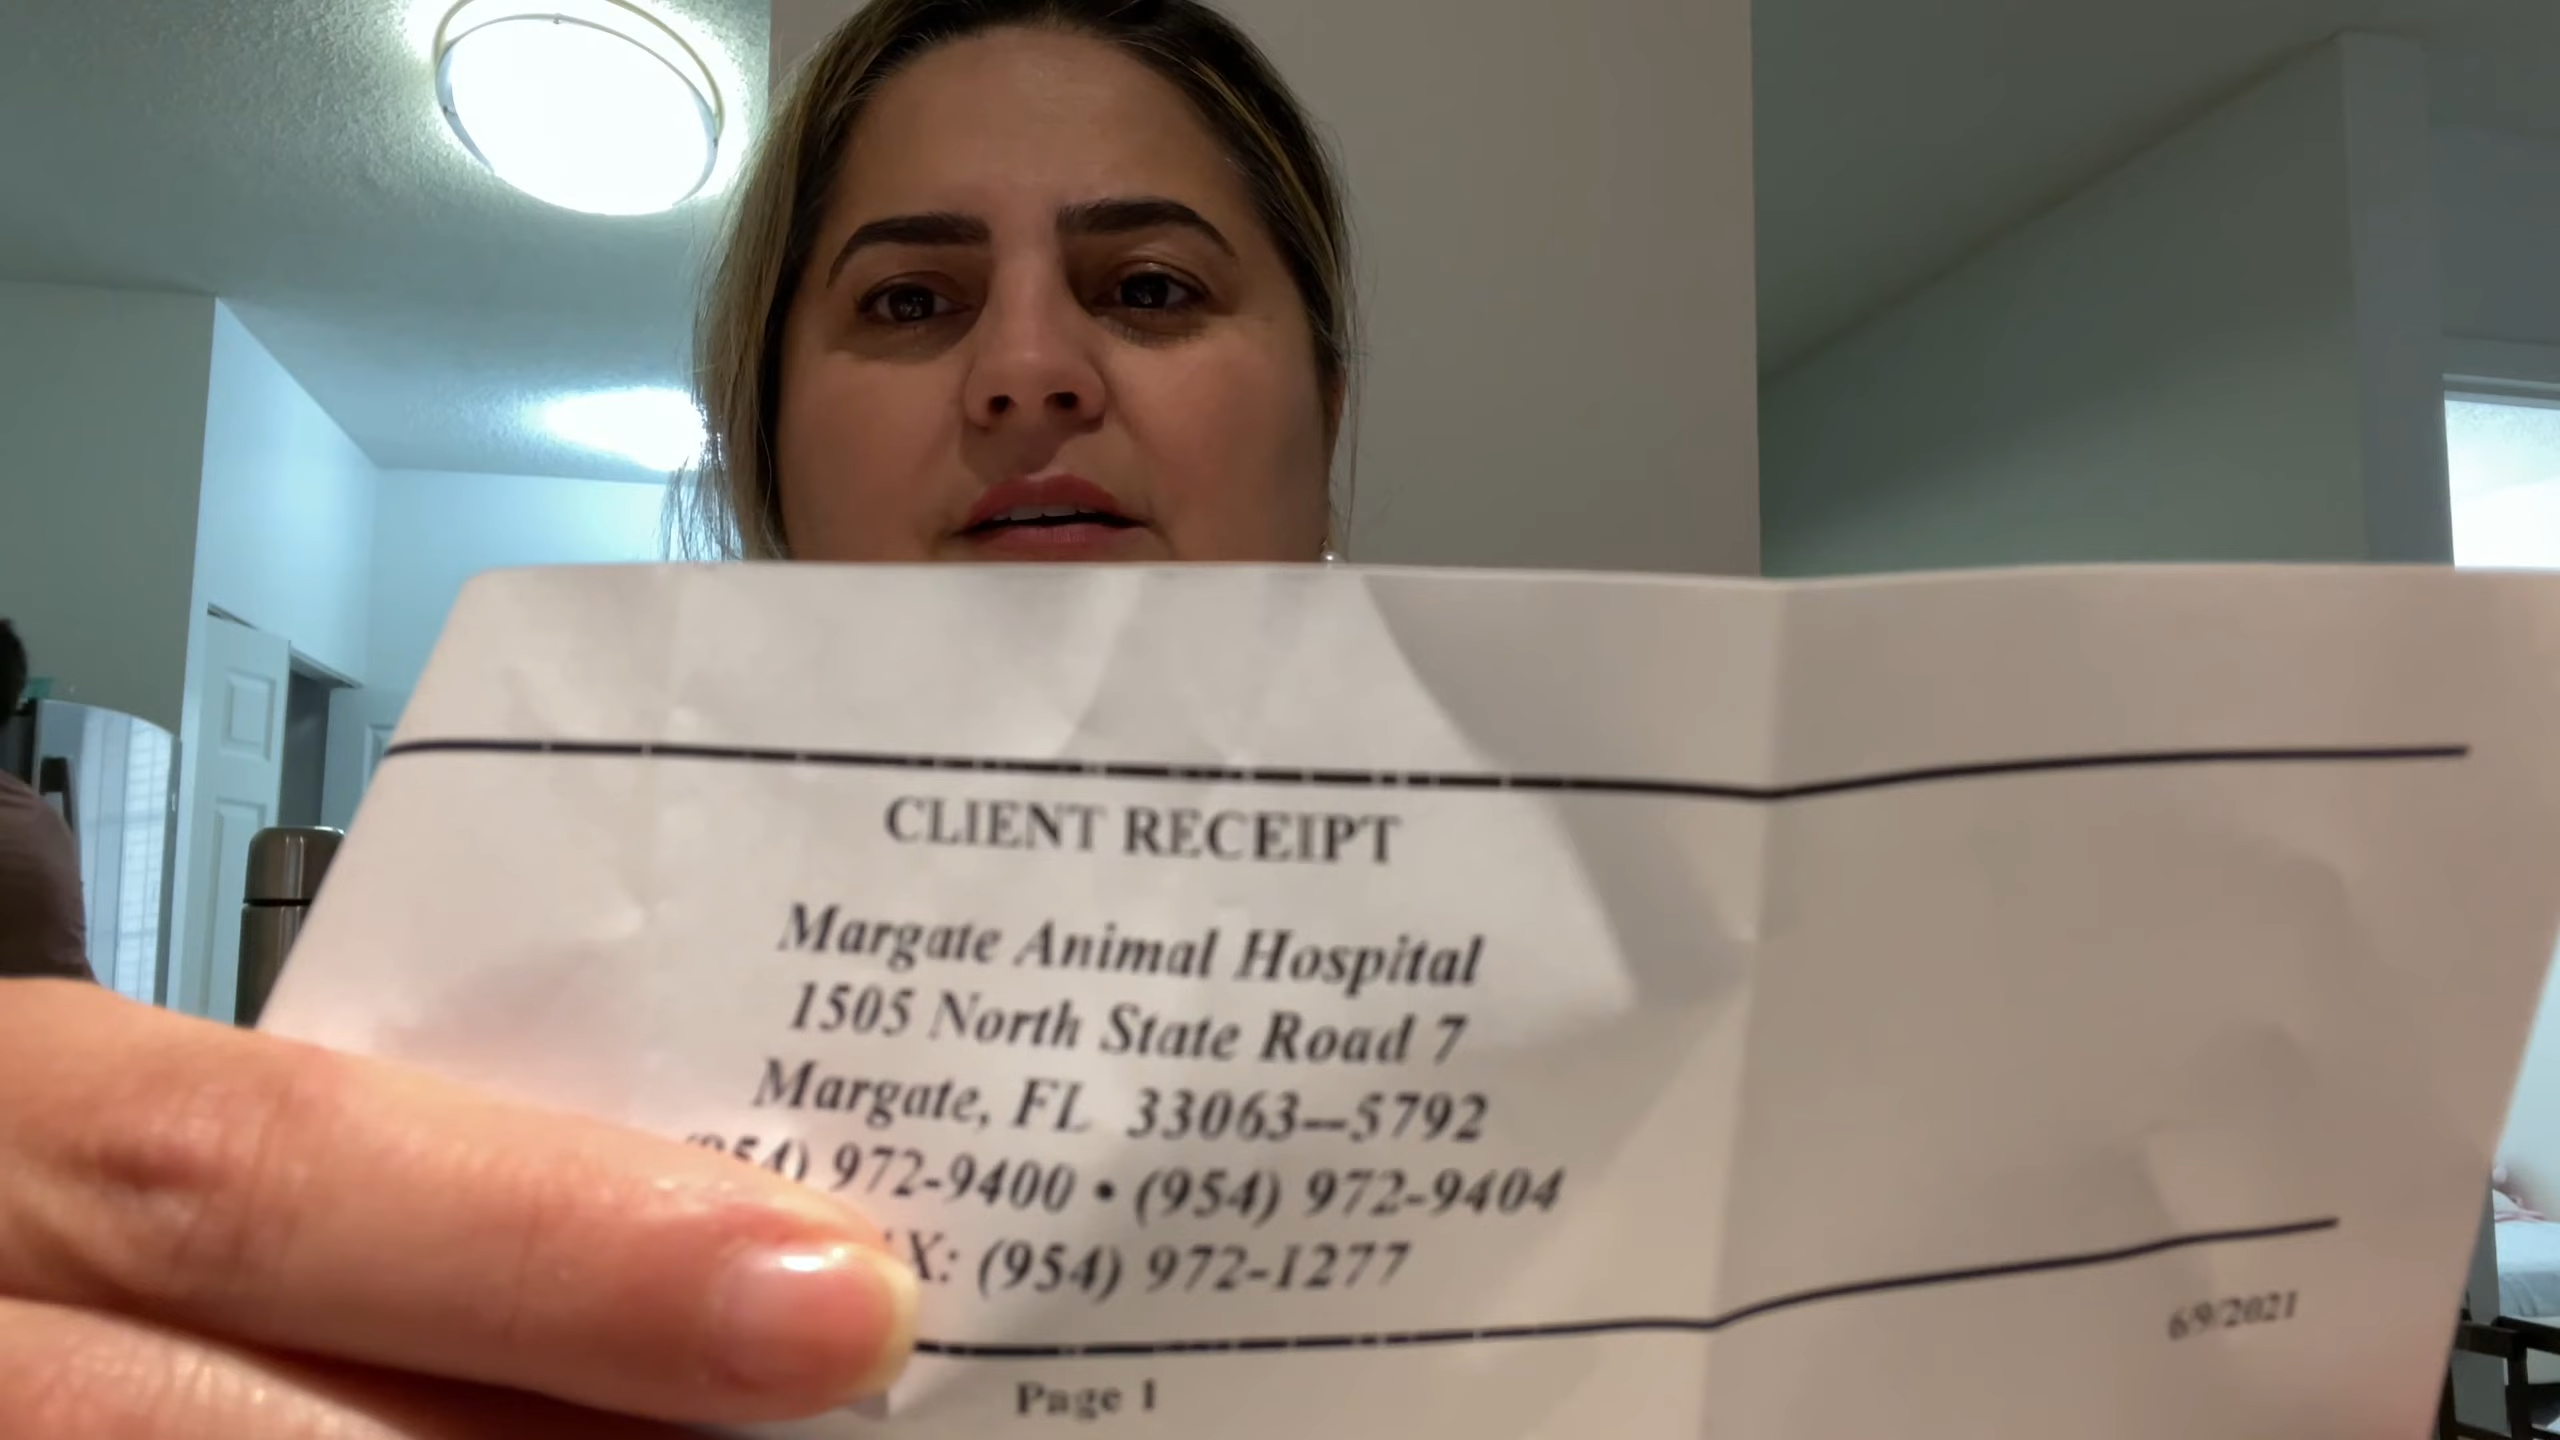 CLIENT RECEIPT
Margate Animal Hospital
1505 North State Road 7
Margate, FL 33063--5792
972-9400 • (954) 972-9404
(954) 972-1277
6/9/2021
Page 1